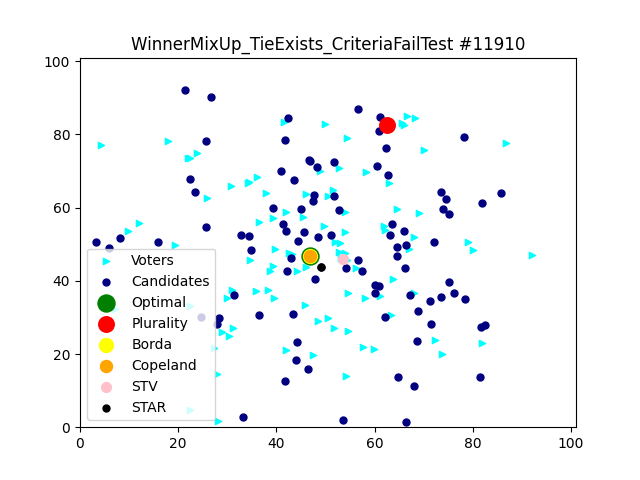 WinnerMixUp_TieExists_CriteriaFailTest #11910
100
80
60
40
20
0
Voters
Candidates
Optimal
Plurality
Borda
Copeland
STV
STAR
0 20 40 60 80 100